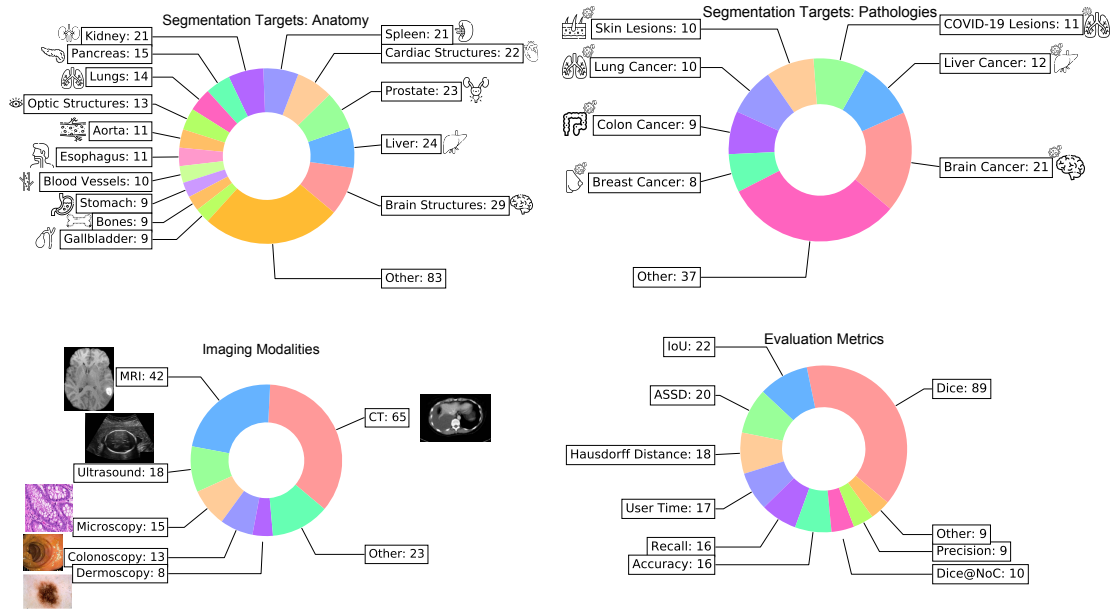 Segmentation Targets: Anatomy
Kidney: 21
Pancreas: 15
Lungs: 14
Optic Structures: 13
Aorta: 11
Esophagus: 11
Blood Vessels: 10
Stomach: 9
Bones: 9
Gallbladder: 9
Spleen: 21
Cardiac Structures: 22
Prostate: 23
Liver: 24
Brain Structures: 29
Other: 83
Segmentation Targets: Pathologies
Skin Lesions: 10
Lung Cancer: 10
Colon Cancer: 9
Breast Cancer: 8
Other: 37
COVID-19 Lesions: 11
Liver Cancer: 12
Brain Cancer: 21
Imaging Modalities
MRI: 42
Ultrasound: 18
Microscopy: 15
Colonoscopy: 13
Dermoscopy: 8
CT: 65
Other: 23
Evaluation Metrics
IoU: 22
ASSD: 20
Hausdorff Distance: 18
User Time: 17
Recall: 16
Accuracy: 16
Dice: 89
Other: 9
Precision: 9
Dice@NoC: 10